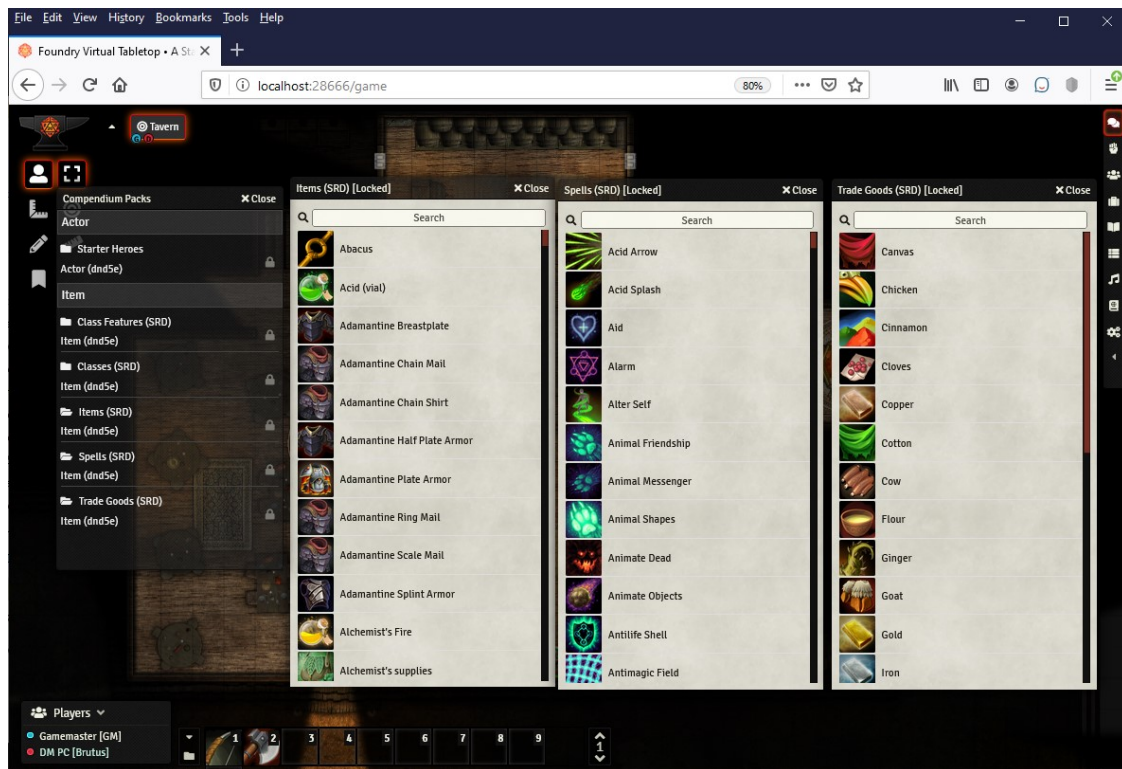 File Edit View History Bookmarks Tools Help
Foundry Virtual Tabletop • A St
localhost:28666/game
80%
Tavern
G D
Compendium Packs
Close
Actor
Starter Heroes
Actor (dnd5e)
Item
Class Features (SRD)
Item (dnd5e)
Classes (SRD)
Item (dnd5e)
Items (SRD)
Item (dnd5e)
Spells (SRD)
Item (dnd5e)
Trade Goods (SRD)
Item (dnd5e)
Items (SRD) [Locked]
Close
Search
Abacus
Acid (vial)
Adamantine Breastplate
Adamantine Chain Mail
Adamantine Chain Shirt
Adamantine Half Plate Armor
Adamantine Plate Armor
Adamantine Ring Mail
Adamantine Scale Mail
Adamantine Splint Armor
Alchemist's Fire
Alchemist's supplies
Spells (SRD) [Locked]
Close
Search
Acid Arrow
Acid Splash
Aid
Alarm
Alter Self
Animal Friendship
Animal Messenger
Animal Shapes
Animate Dead
Animate Objects
Antilife Shell
Antimagic Field
Trade Goods (SRD) [Locked]
Close
Search
Canvas
Chicken
Cinnamon
Cloves
Copper
Cotton
Cow
Flour
Ginger
Goat
Gold
Iron
Players
Gamemaster [GM]
DM PC [Brutus]
1 2 3 4 5 6 7 8 9
1